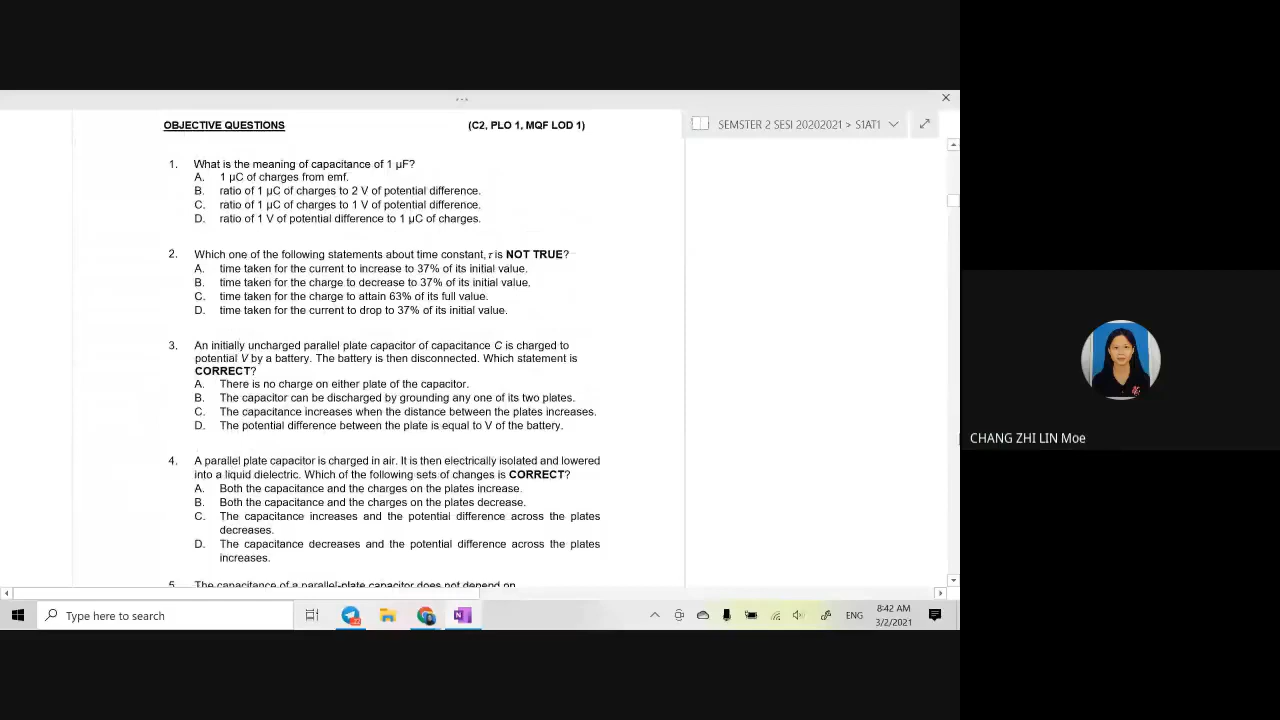 OBJECTIVE QUESTIONS (C2, PLO 1, MQF LOD 1)
SEMSTER 2 SESI 20202021 > S1AT1
1. What is the meaning of capacitance of 1 µF?
A. 1 µC of charges from emf.
B. ratio of 1 µC of charges to 2 V of potential difference.
C. ratio of 1 µC of charges to 1 V of potential difference.
D. ratio of 1 V of potential difference to 1 µC of charges.
2. Which one of the following statements about time constant, τ is NOT TRUE?
A. time taken for the current to increase to 37% of its initial value.
B. time taken for the charge to decrease to 37% of its initial value.
C. time taken for the charge to attain 63% of its full value.
D. time taken for the current to drop to 37% of its initial value.
3. An initially uncharged parallel plate capacitor of capacitance C is charged to
potential V by a battery. The battery is then disconnected. Which statement is
CORRECT?
A. There is no charge on either plate of the capacitor.
B. The capacitor can be discharged by grounding any one of its two plates.
C. The capacitance increases when the distance between the plates increases.
D. The potential difference between the plate is equal to V of the battery.
4. A parallel plate capacitor is charged in air. It is then electrically isolated and lowered
into a liquid dielectric. Which of the following sets of changes is CORRECT?
A. Both the capacitance and the charges on the plates increase.
B. Both the capacitance and the charges on the plates decrease.
C. The capacitance increases and the potential difference across the plates
decreases.
D. The capacitance decreases and the potential difference across the plates
increases.
5. The capacitance of a parallel-plate capacitor does not depend on
CHANG ZHI LIN Moe
Type here to search
ENG
8:42 AM
3/2/2021